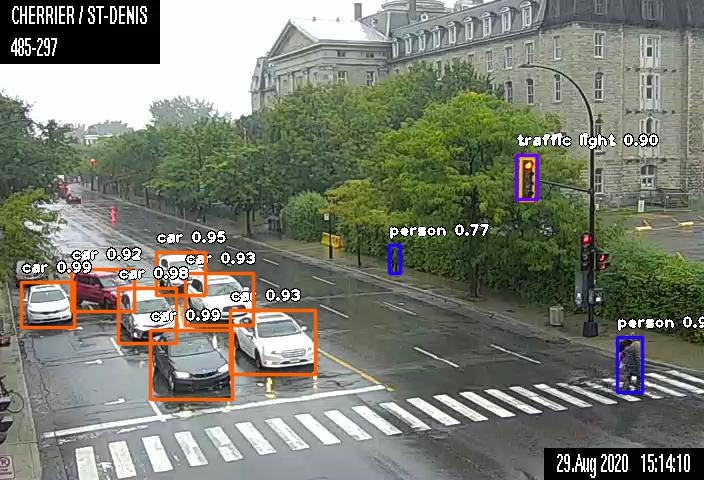 CHERRIER / ST-DENIS
485-297
traffic light 0.90
person 0.77
car 0.95
car 0.92
car 0.93
car 0.99
car 0.98
car 0.93
car 0.99
person 0.9
29.Aug 2020 15:14:10